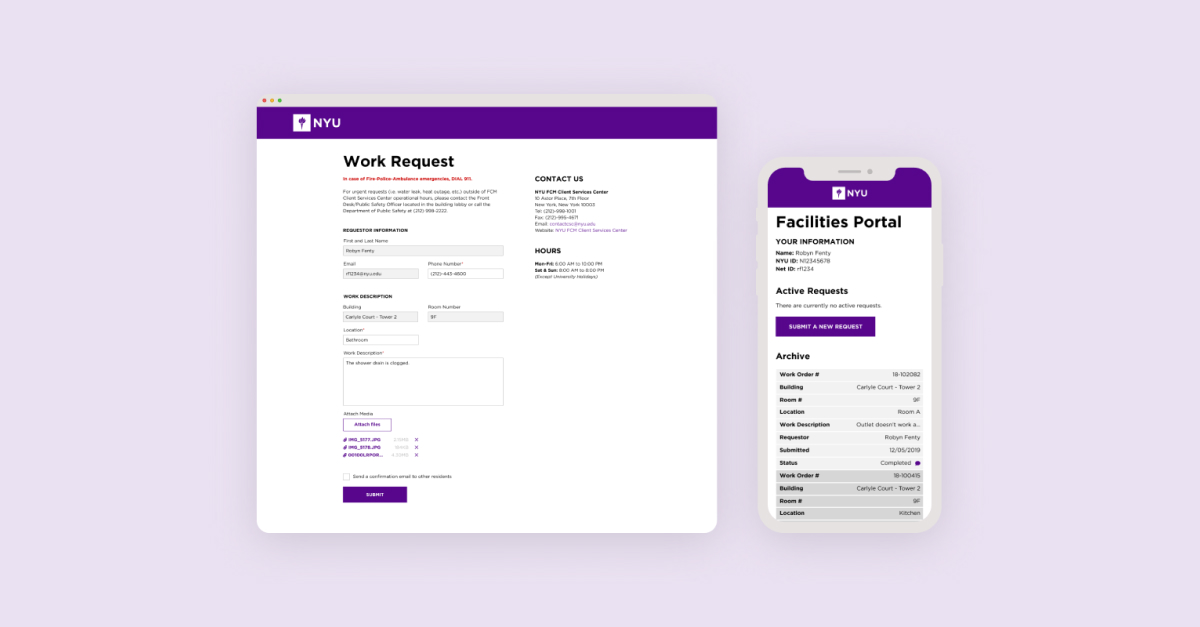 NYU
Work Request
In case of Fire-Police-Ambulance emergencies, DIAL 911.
For urgent requests (i.e. water leak, heat outage, etc.) outside of FCM
Client Services Center operational hours, please contact the Front
Desk/Public Safety Officer located in the building lobby or call the
Department of Public Safety at (212) 998-2222.
REQUESTOR INFORMATION
First and Last Name
Robyn Fenty
Email
Phone Number*
rf1234@nyu.edu
(212)-443-4600
WORK DESCRIPTION
Building
Room Number
Carlyle Court - Tower 2
9F
Location*
Bathroom
Work Description*
The shower drain is clogged.
Attach Media
Attach files
IMG_5177.JPG
IMG_5178.JPG
Send a confirmation email to other residents
SUBMIT
CONTACT US
NYU FCM Client Services Center
10 Astor Place, 7th Floor
New York, New York 10003
Tel: (212)-998-1001
Fax: (212)-995-4671
Email:
Website: NYU FCM Client Services Center
HOURS
Mon-Fri: 6:00 AM to 10:00 PM
Sat & Sun: 8:00 AM to 8:00 PM
(Except University Holidays)
NYU
Facilities Portal
YOUR INFORMATION
Name: Robyn Fenty
NYU ID: N12345678
Net ID: rf1234
Active Requests
There are currently no active requests.
SUBMIT A NEW REQUEST
Archive
Work Order # 18-102082
Building Carlyle Court - Tower 2
Room # 9F
Location Room A
Work Description Outlet doesn't work a...
Requestor Robyn Fenty
Submitted 12/05/2019
Status Completed
Work Order # 18-100415
Building Carlyle Court - Tower 2
Room # 9F
Location Kitchen